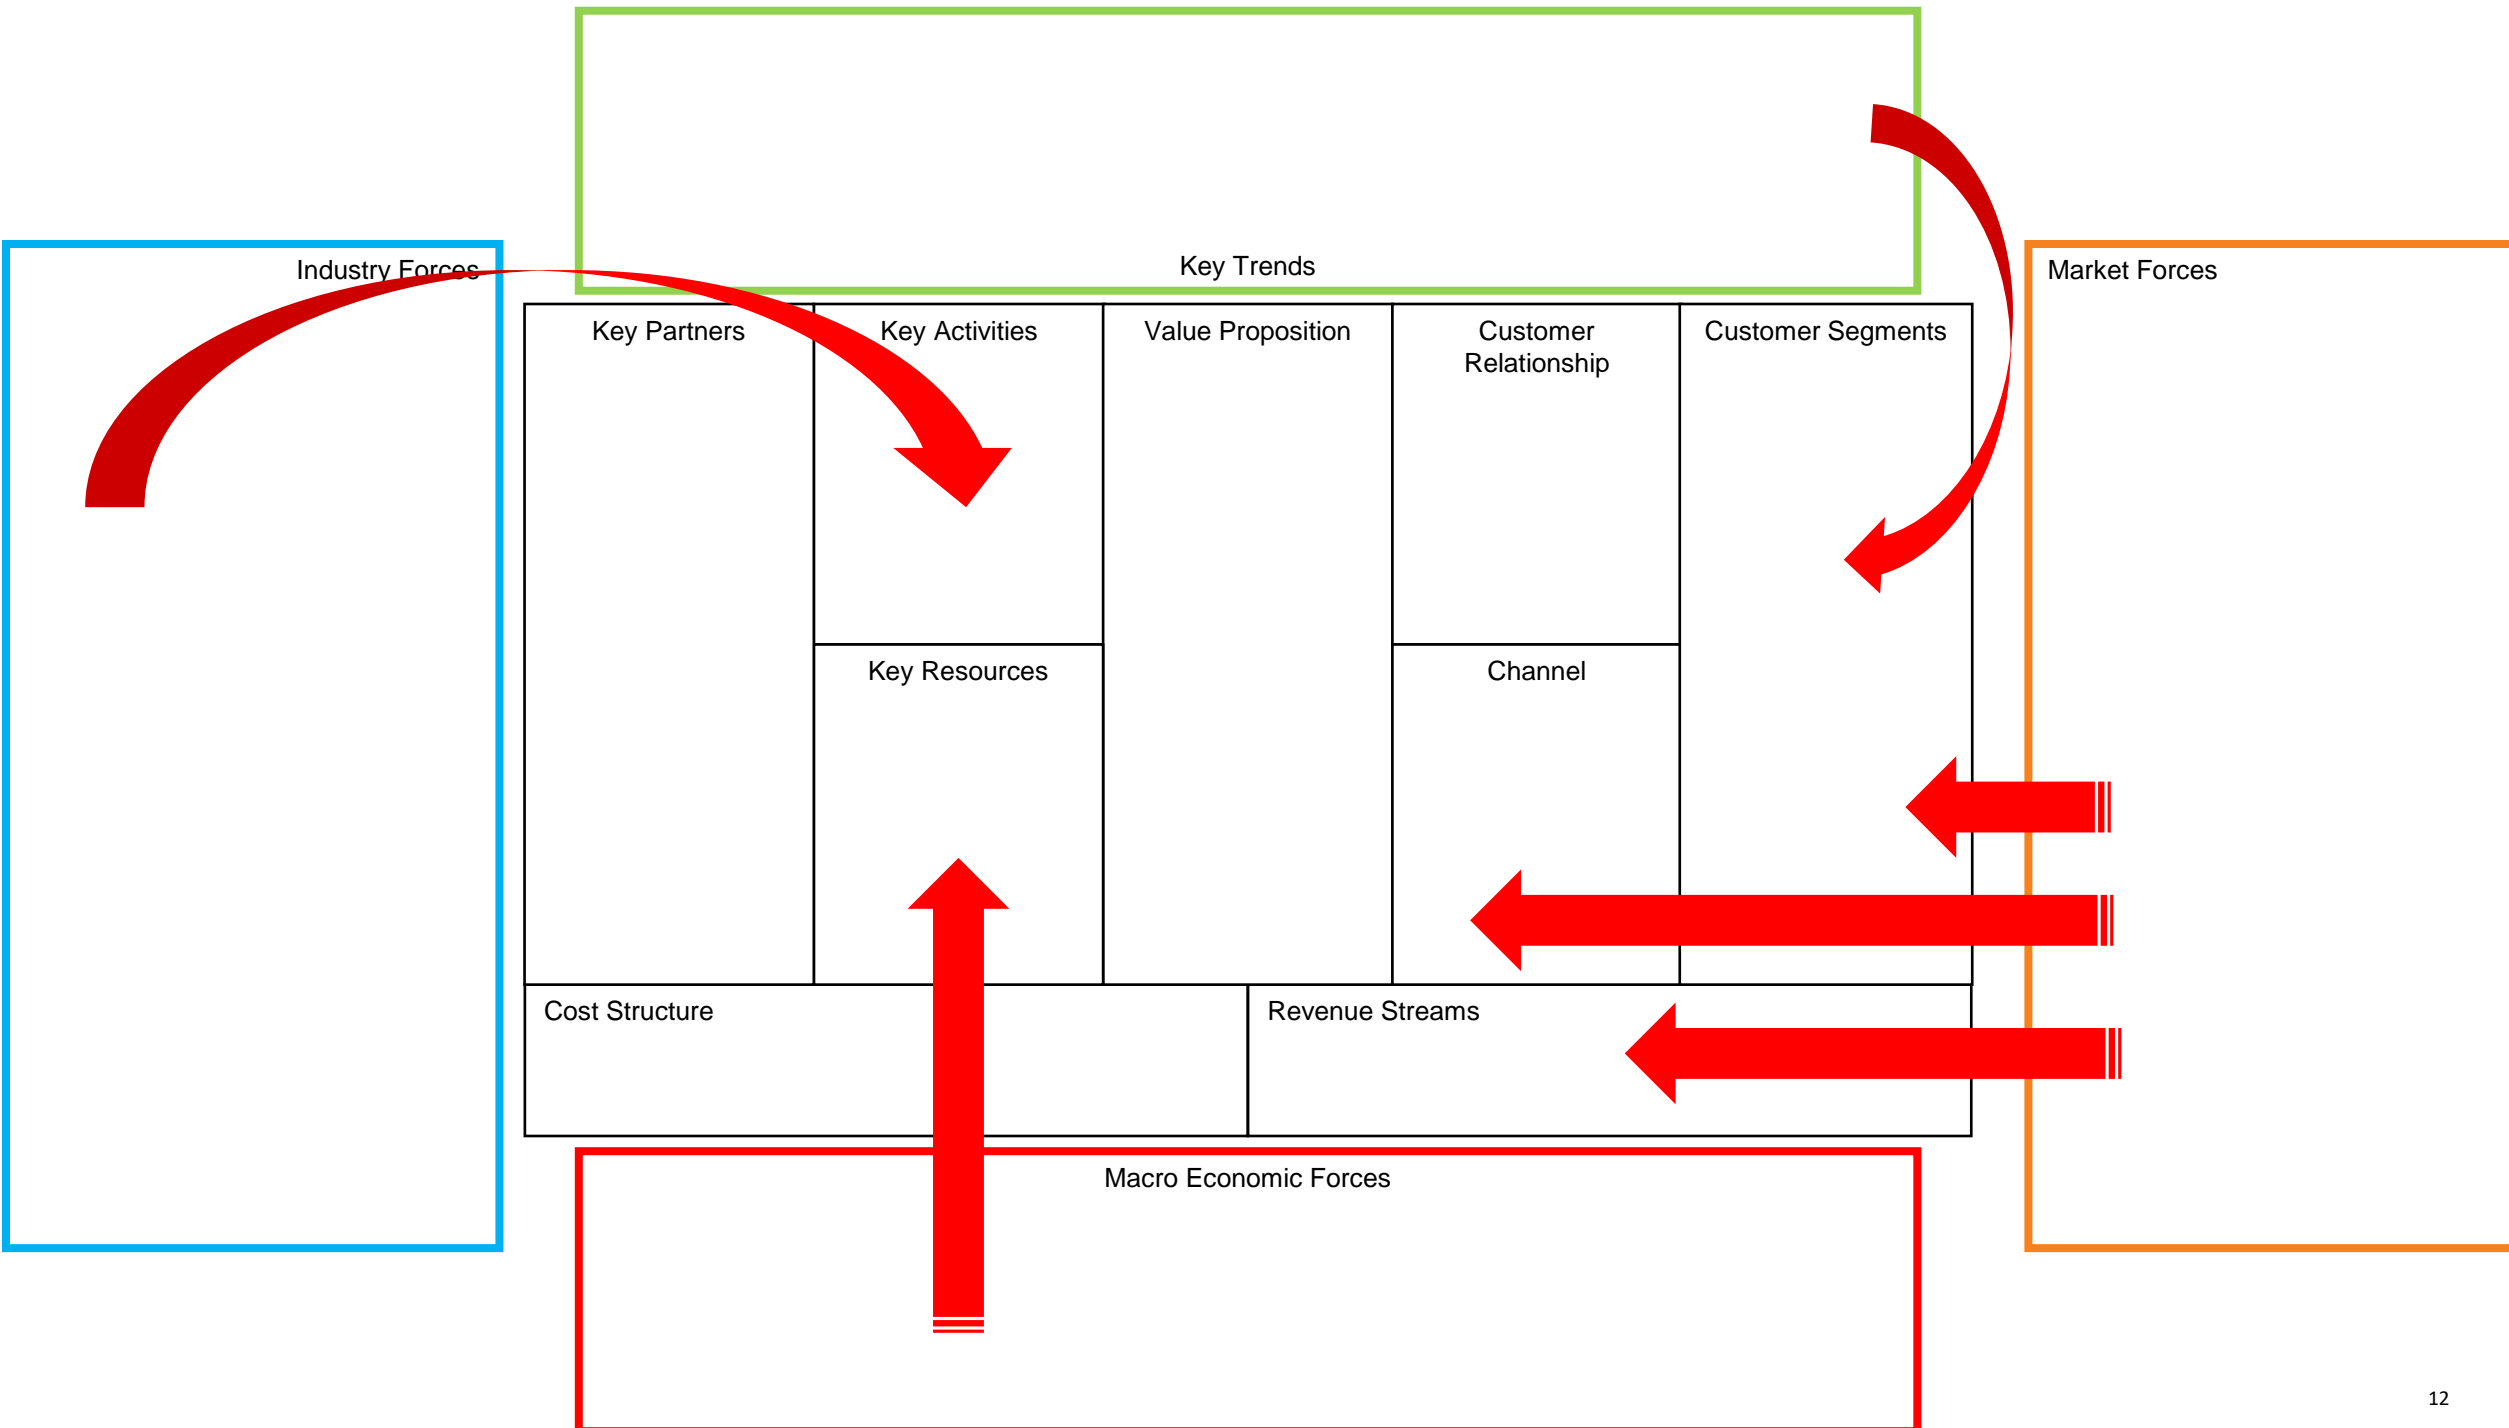 Key Trends
Industry Forces
Market Forces
Key Partners
Key Activities
Value Proposition
Customer
Relationship
Customer Segments
Key Resources
Channel
Cost Structure
Revenue Streams
Macro Economic Forces
12